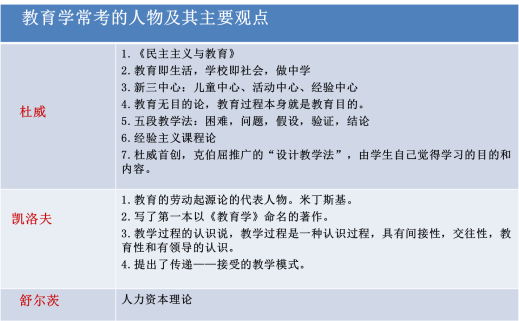 教育学常考的人物及其主要观点
杜威
1.《民主主义与教育》
2.教育即生活，学校即社会，做中学
3.新三中心：儿童中心、活动中心、经验中心
4.教育无目的论，教育过程本身就是教育目的。
5.五段教学法：困难，问题，假设，验证，结论
6.经验主义课程论
7.杜威首创，克伯屈推广的“设计教学法”，由学生自己觉得学习的目的和
内容。
凯洛夫
1.教育的劳动起源论的代表人物。米丁斯基。
2.写了第一本以《教育学》命名的著作。
3.教学过程的认识说，教学过程是一种认识过程，具有间接性，交往性，教
育性和有领导的认识。
4.提出了传递——接受的教学模式。
舒尔茨
人力资本理论